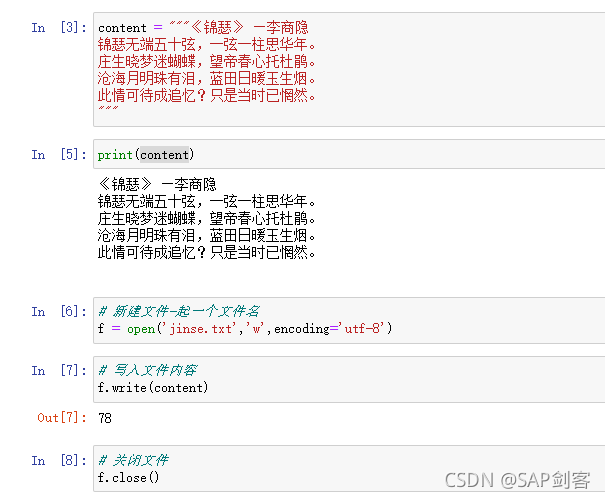 In [3]: content = """《锦瑟》 —李商隐
锦瑟无端五十弦，一弦一柱思华年。
庄生晓梦迷蝴蝶，望帝春心托杜鹃。
沧海月明珠有泪，蓝田日暖玉生烟。
此情可待成追忆？只是当时已惘然。
"""
In [5]: print(content)
《锦瑟》 —李商隐
锦瑟无端五十弦，一弦一柱思华年。
庄生晓梦迷蝴蝶，望帝春心托杜鹃。
沧海月明珠有泪，蓝田日暖玉生烟。
此情可待成追忆？只是当时已惘然。
In [6]: # 新建文件-起一个文件名
f = open('jinse.txt','w',encoding='utf-8')
In [7]: # 写入文件内容
f.write(content)
Out[7]: 78
In [8]: # 关闭文件
f.close()
CSDN @SAP剑客